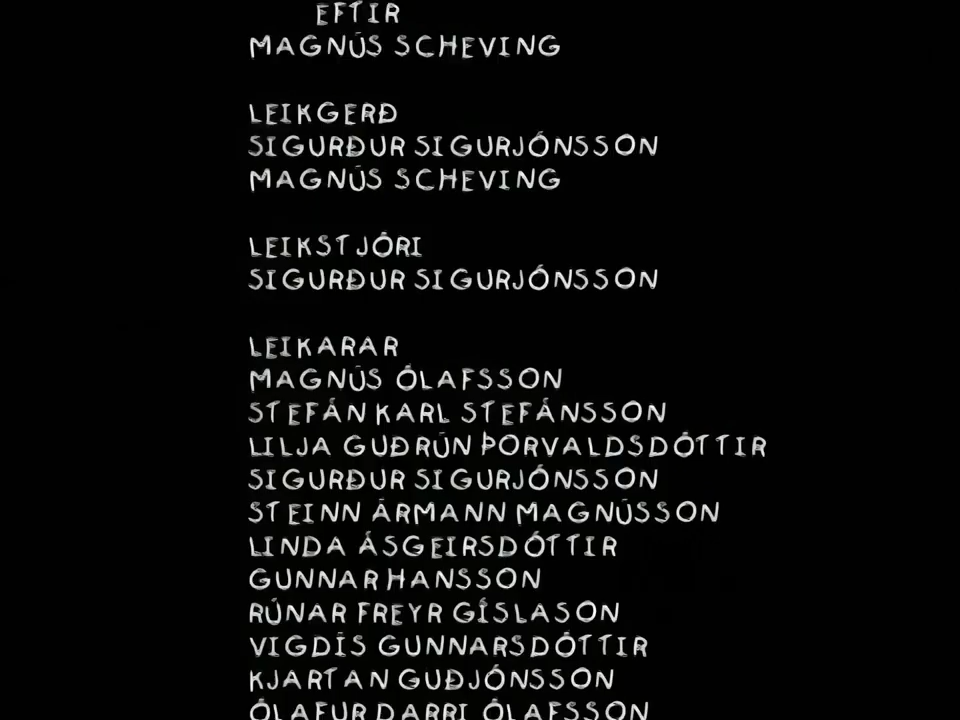 EFTIR
MAGNÚS SCHEVING
LEIKGERÐ
SIGURÐUR SIGURJÓNSSON
MAGNÚS SCHEVING
LEIKSTJÓRI
SIGURÐUR SIGURJÓNSSON
LEIKARAR
MAGNÚS ÓLAFSSON
STEFÁN KARL STEFÁNSSON
LILJA GUÐRÚN ÞORVALDSDÓTTIR
SIGURÐUR SIGURJÓNSSON
STEINN ÁRMANN MAGNÚSSON
LINDA ÁSGEIRSDÓTTIR
GUNNAR HANSSON
RÚNAR FREYR GÍSLASON
VIGDÍS GUNNARSDÓTTIR
KJARTAN GUÐJÓNSSON
ÓLAFUR DARRI ÓLAFSSON